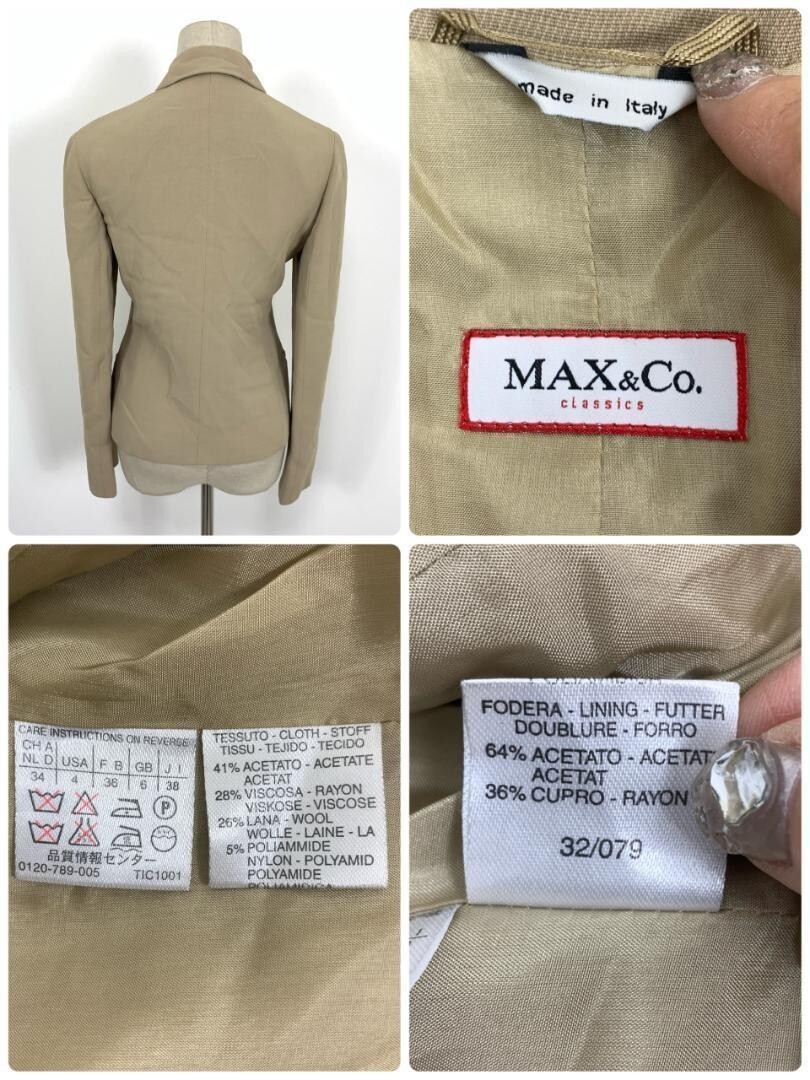 made in Italy
MAX&Co.
classics
CARE INSTRUCTIONS ON REVERSE
CH A
NL D
USA
F B
GB
J I
34
4
36
6
38
P
品質情報センター
0120-789-005
TIC1001
TESSUTO - CLOTH - STOFF
TISSU - TEJIDO - TECIDO
41% ACETATO - ACETATE
ACETAT
28% VISCOSA - RAYON
VISKOSE - VISCOSE
26% LANA - WOOL
WOLLE - LAINE - LA
5% POLIAMMIDE
NYLON - POLYAMID
POLIAMIDICA
FODERA - LINING - FUTTER
DOUBLURE - FORRO
64% ACETATO - ACETAT
ACETAT
36% CUPRO - RAYON
32/079